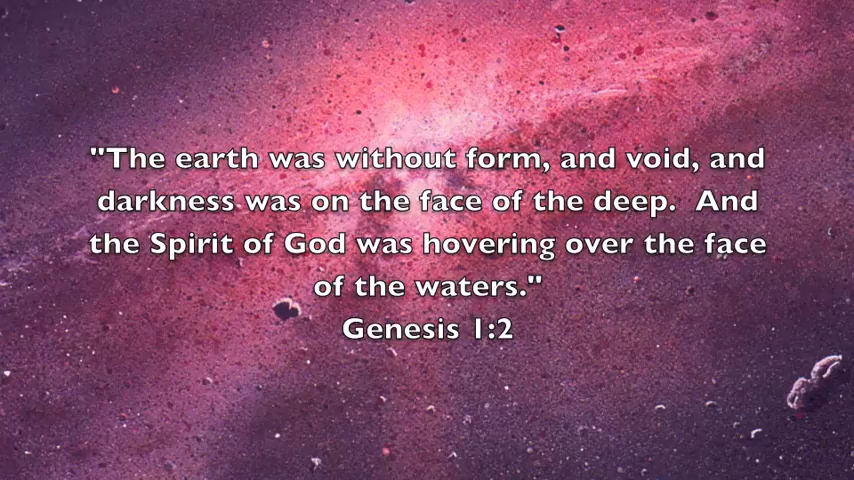 "The earth was without form, and void, and
darkness was on the face of the deep.  And
the Spirit of God was hovering over the face
of the waters."
Genesis 1:2